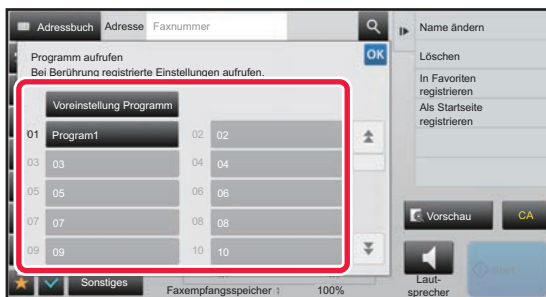 Adressbuch
Adresse
Faxnummer
Programm aufrufen
Bei Berührung registrierte Einstellungen aufrufen.
OK
Voreinstellung Programm
01 Program1
02 02
03 03
04 04
05 05
06 06
07 07
08 08
09 09
10 10
Sonstiges
Faxempfangsspeicher : 100%
Name ändern
Löschen
In Favoriten
registrieren
Als Startseite
registrieren
Vorschau
CA
Laut-
sprecher
Start